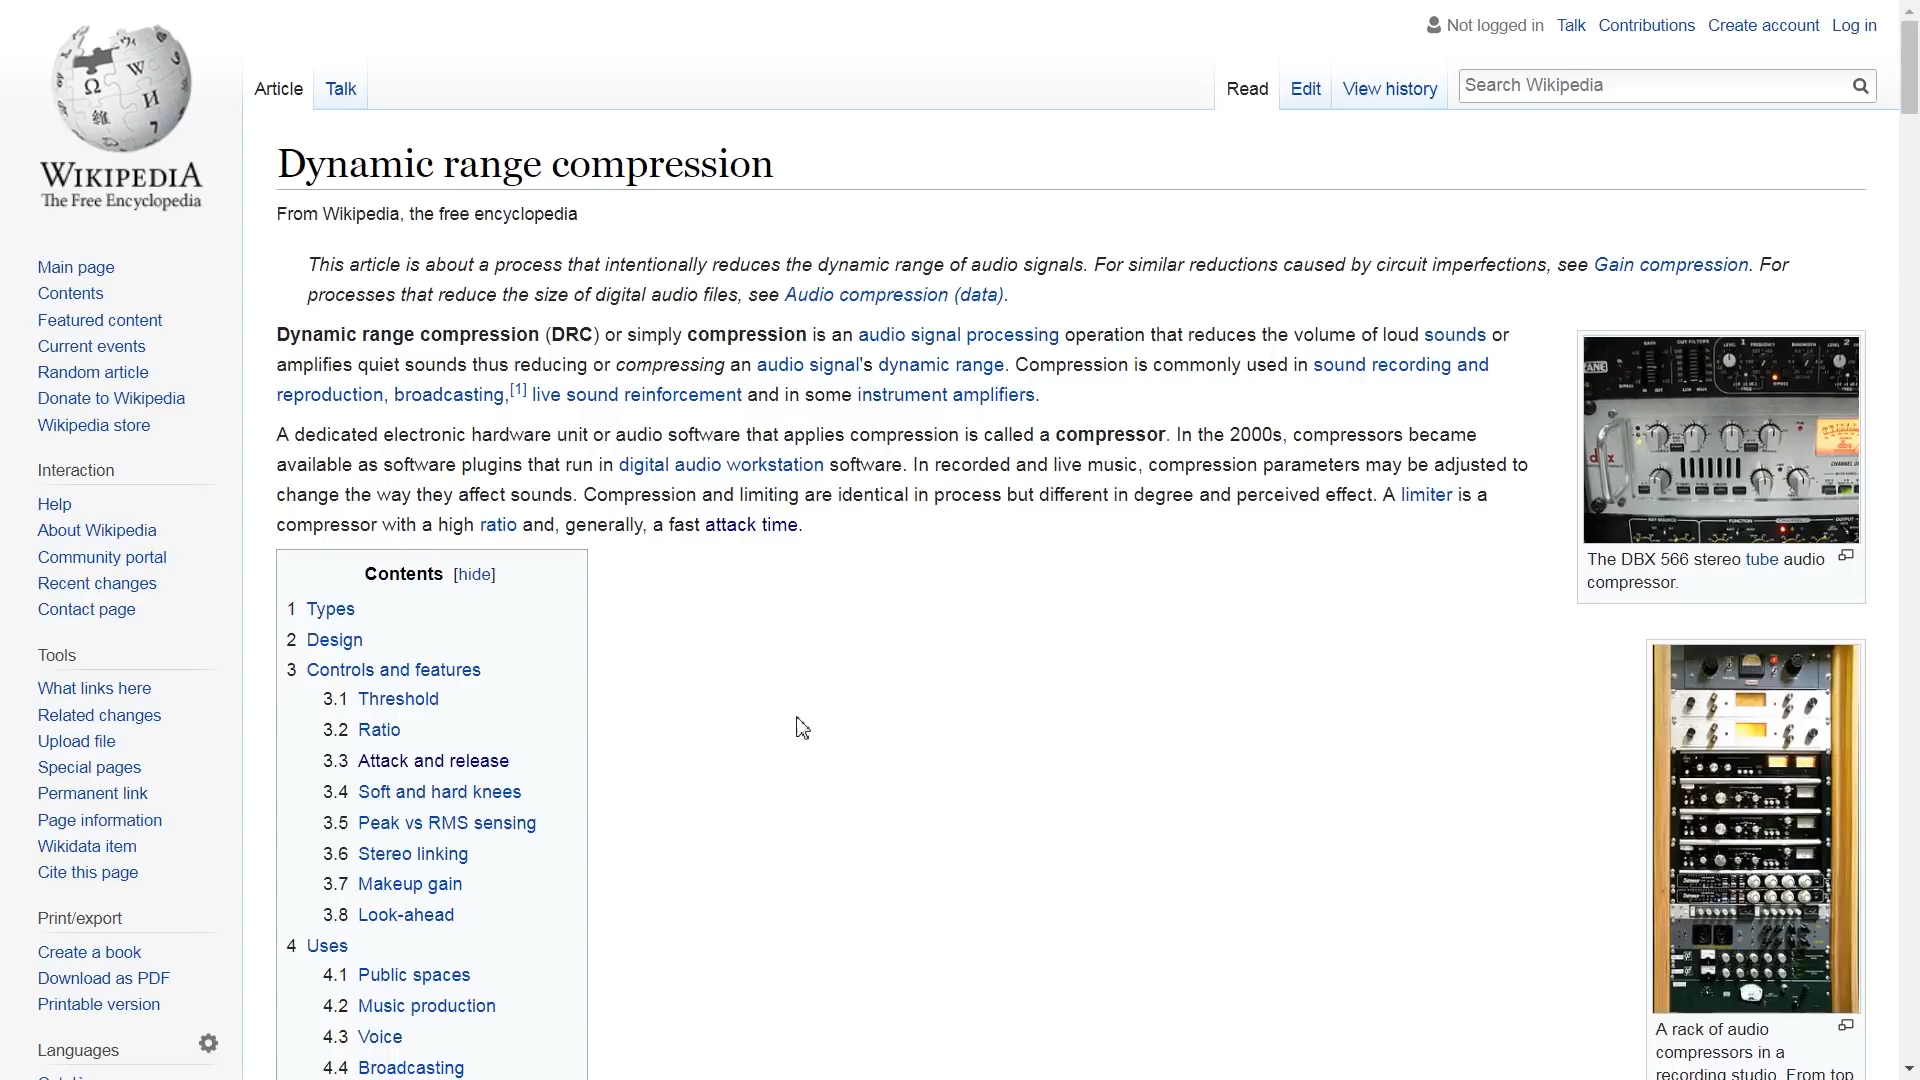 Not logged in Talk Contributions Create account Log in
Article Talk Read Edit View history Search Wikipedia
WIKIPEDIA
The Free Encyclopedia
Main page
Contents
Featured content
Current events
Random article
Donate to Wikipedia
Wikipedia store
Interaction
Help
About Wikipedia
Community portal
Recent changes
Contact page
Tools
What links here
Related changes
Upload file
Special pages
Permanent link
Page information
Wikidata item
Cite this page
Print/export
Create a book
Download as PDF
Printable version
Languages
Dynamic range compression
From Wikipedia, the free encyclopedia
This article is about a process that intentionally reduces the dynamic range of audio signals. For similar reductions caused by circuit imperfections, see Gain compression. For
processes that reduce the size of digital audio files, see Audio compression (data).
Dynamic range compression (DRC) or simply compression is an audio signal processing operation that reduces the volume of loud sounds or
amplifies quiet sounds thus reducing or compressing an audio signal's dynamic range. Compression is commonly used in sound recording and
reproduction, broadcasting,[1] live sound reinforcement and in some instrument amplifiers.
A dedicated electronic hardware unit or audio software that applies compression is called a compressor. In the 2000s, compressors became
available as software plugins that run in digital audio workstation software. In recorded and live music, compression parameters may be adjusted to
change the way they affect sounds. Compression and limiting are identical in process but different in degree and perceived effect. A limiter is a
compressor with a high ratio and, generally, a fast attack time.
Contents [hide]
1 Types
2 Design
3 Controls and features
3.1 Threshold
3.2 Ratio
3.3 Attack and release
3.4 Soft and hard knees
3.5 Peak vs RMS sensing
3.6 Stereo linking
3.7 Makeup gain
3.8 Look-ahead
4 Uses
4.1 Public spaces
4.2 Music production
4.3 Voice
4.4 Broadcasting
The DBX 566 stereo tube audio
compressor.
A rack of audio
compressors in a
recording studio. From top